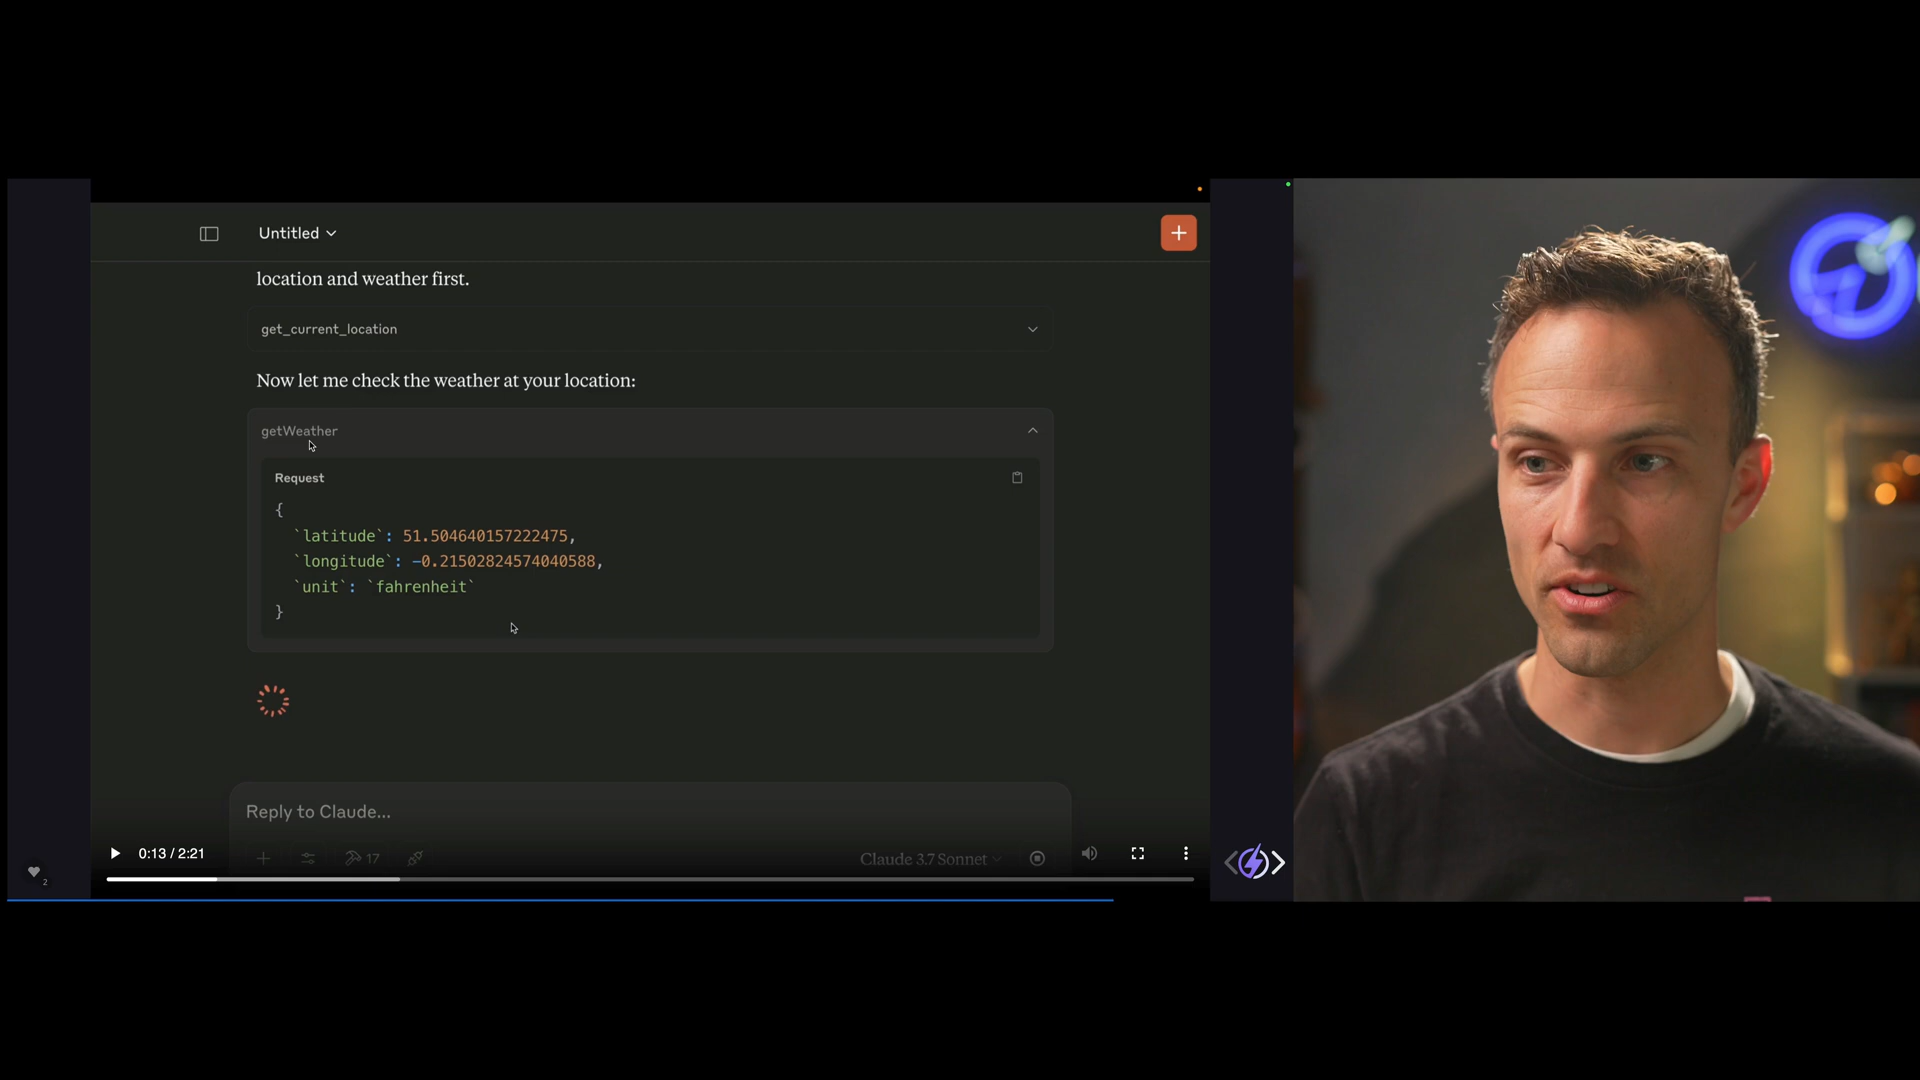 Untitled
location and weather first.
get_current_location
Now let me check the weather at your location:
getWeather
Request
{
`latitude`: 51.504640157222475,
`longitude`: -0.21502824574040588,
`unit`: `fahrenheit`
}
Reply to Claude...
17
Claude 3.7 Sonnet
0:13 / 2:21
2